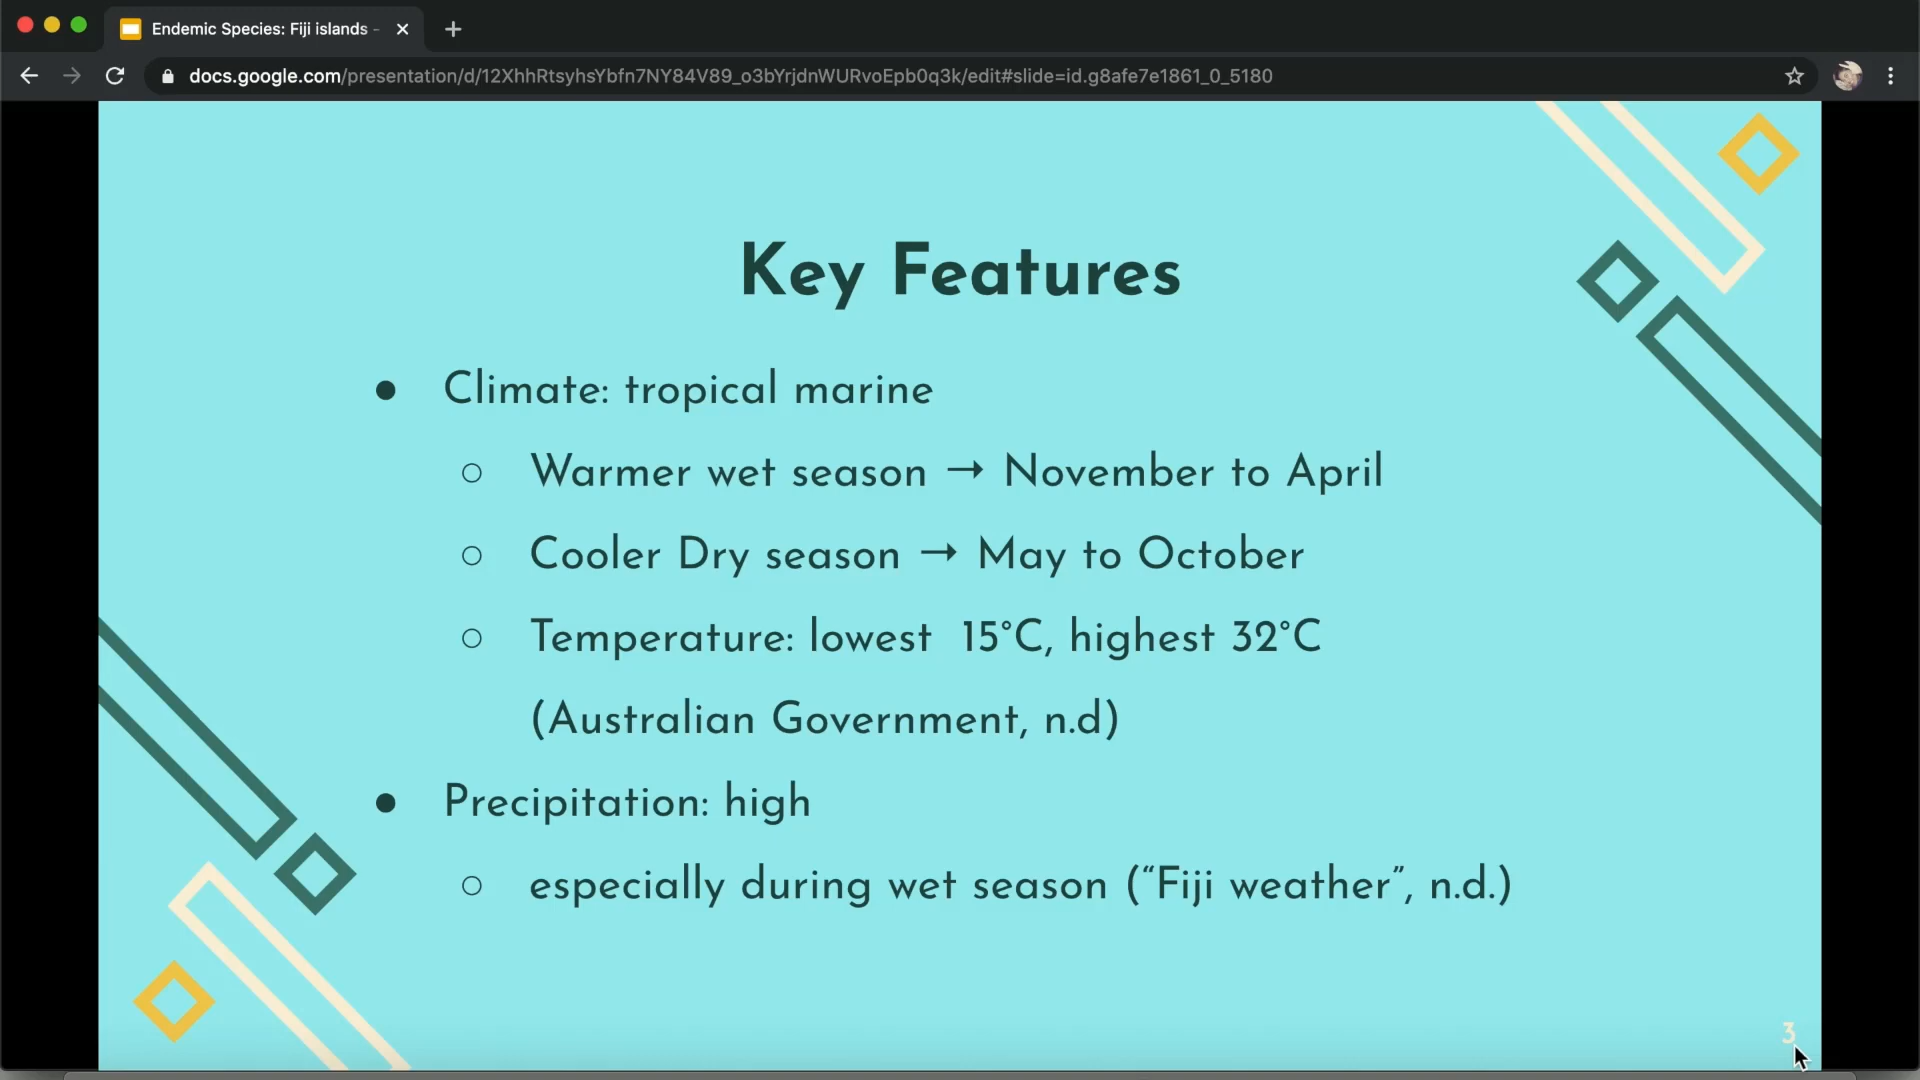 Endemic Species: Fiji islands -
docs.google.com/presentation/d/12XhhRtsyhsYbfn7NY84V89_o3bYrjdnWURvoEpb0q3k/edit#slide=id.g8afe7e1861_0_5180
Key Features
● Climate: tropical marine
○ Warmer wet season → November to April
○ Cooler Dry season → May to October
○ Temperature: lowest 15°C, highest 32°C
(Australian Government, n.d)
● Precipitation: high
○ especially during wet season (“Fiji weather”, n.d.)
3